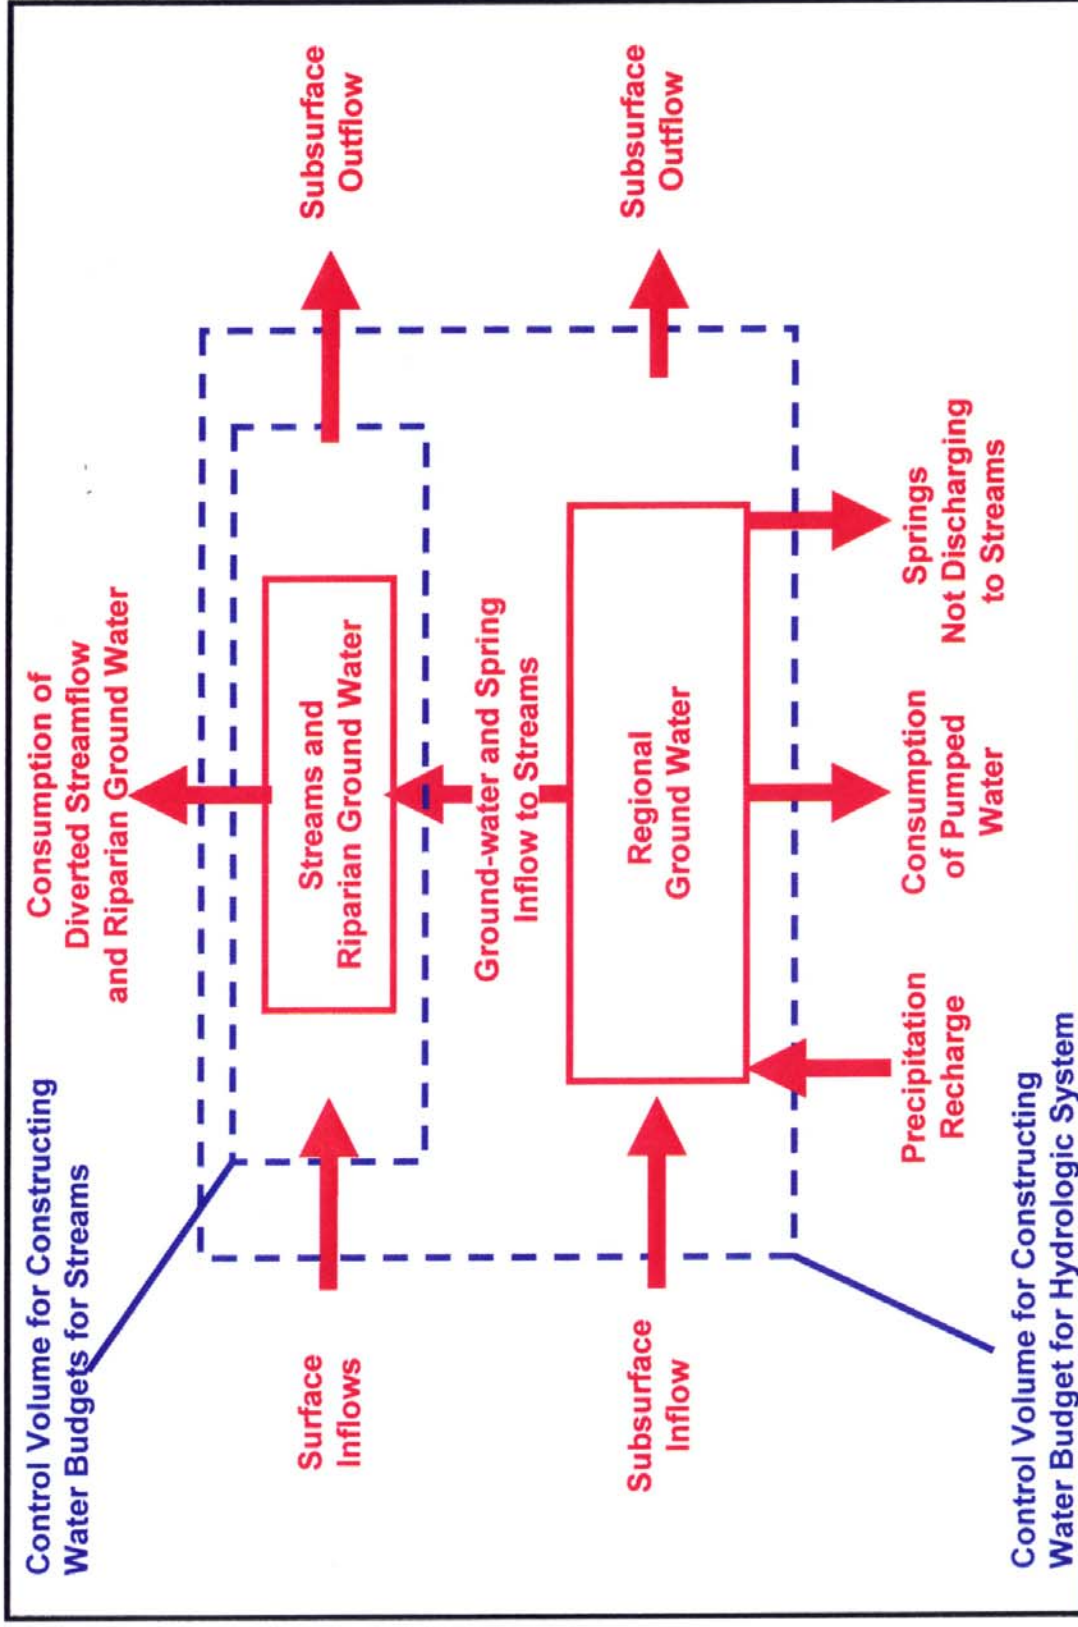 Control Volume for Constructing
Water Budgets for Streams
Consumption of
Diverted Streamflow
and Riparian Ground Water
Surface
Inflows
Streams and
Riparian Ground Water
Subsurface
Outflow
Ground-water and Spring
Inflow to Streams
Subsurface
Inflow
Regional
Ground Water
Subsurface
Outflow
Precipitation
Recharge
Consumption
of Pumped
Water
Springs
Not Discharging
to Streams
Control Volume for Constructing
Water Budget for Hydrologic System